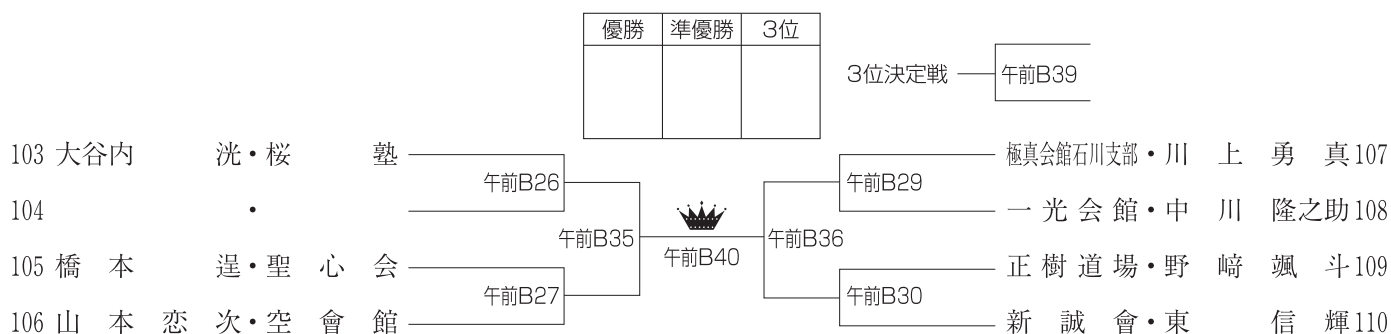 優勝 準優勝 3位
3位決定戦 午前B39
103 大谷内 洸・桜塾
極真会館石川支部・川上勇真 107
午前B26
午前B29
104 ・
一光会館・中川隆之助 108
午前B35
午前B40
午前B36
105 橋本 逞・聖心会
正樹道場・野﨑颯斗 109
午前B27
午前B30
106 山本恋次・空會館
新誠會・東信輝 110